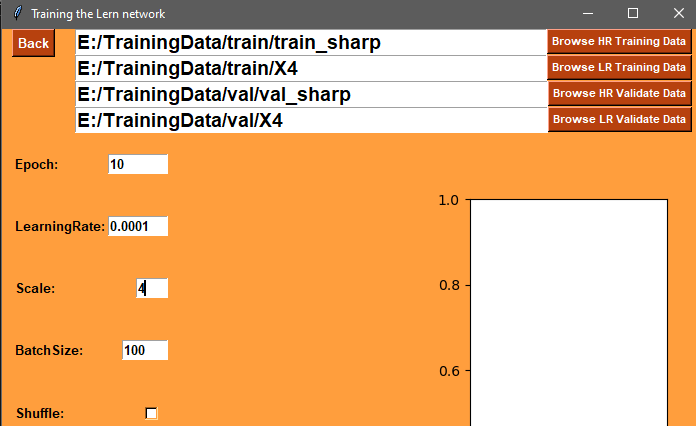 Training the Lern network
Back
E:/TrainingData/train/train_sharp
Browse HR Training Data
E:/TrainingData/train/X4
Browse LR Training Data
E:/TrainingData/val/val_sharp
Browse HR Validate Data
E:/TrainingData/val/X4
Browse LR Validate Data
Epoch: 10
LearningRate: 0.0001
1.0
Scale: 4
0.8
BatchSize: 100
0.6
Shuffle: